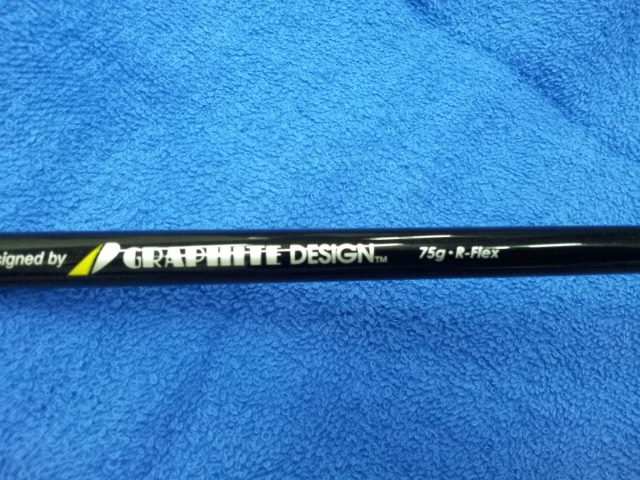 signed by GRAPHITE DESIGN™ 75g · R-Flex